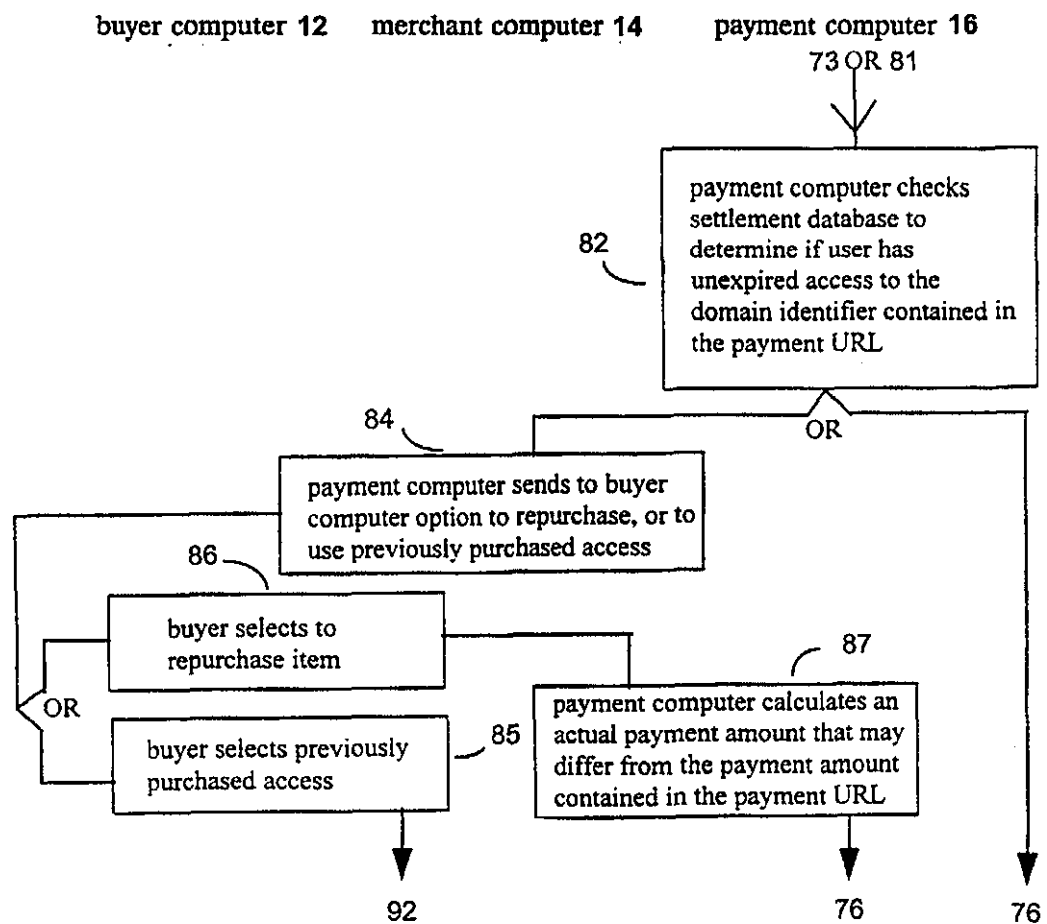 buyer computer 12 merchant computer 14 payment computer 16
73 OR 81
payment computer checks
settlement database to
determine if user has
unexpired access to the
domain identifier contained in
the payment URL
82
OR
84
payment computer sends to buyer
computer option to repurchase, or to
use previously purchased access
86
buyer selects to
repurchase item
87
OR
payment computer calculates an
actual payment amount that may
differ from the payment amount
contained in the payment URL
85
buyer selects previously
purchased access
92
76
76